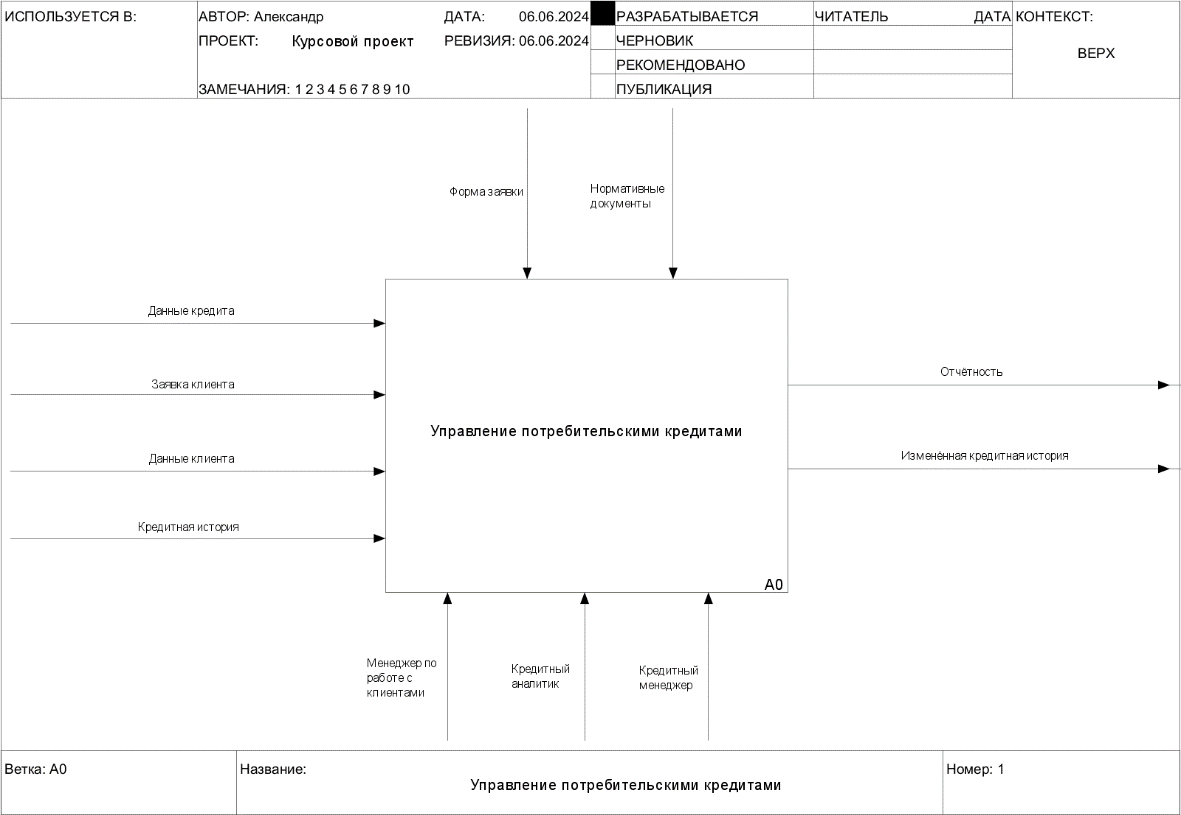 ИСПОЛЬЗУЕТСЯ В:
АВТОР: Александр
ДАТА: 06.06.2024
РАЗРАБАТЫВАЕТСЯ
ЧИТАТЕЛЬ
ДАТА
КОНТЕКСТ:
ПРОЕКТ: Курсовой проект
РЕВИЗИЯ: 06.06.2024
ЧЕРНОВИК
ВЕРХ
РЕКОМЕНДОВАНО
ЗАМЕЧАНИЯ: 1 2 3 4 5 6 7 8 9 10
ПУБЛИКАЦИЯ
Форма заявки
Нормативные
документы
Данные кредита
Заявка клиента
Данные клиента
Кредитная история
Управление потребительскими кредитами
A0
Отчётность
Изменённая кредитная история
Менеджер по
работе с
клиентами
Кредитный
аналитик
Кредитный
менеджер
Ветка: A0
Название:
Управление потребительскими кредитами
Номер: 1